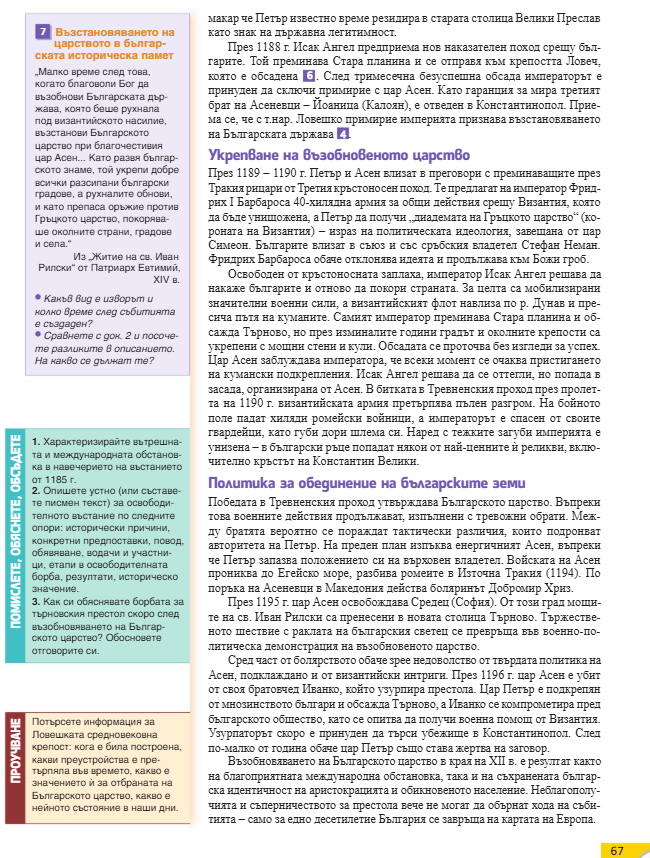 7 Възстановяването на
царството в българ-
ската историческа памет
„Малко време след това,
когато благоволи Бог да
възобнови Българската дър-
жава, която беше рухнала
под византийското насилие,
възстанови Българското
царство при благочестивия
цар Асен... Като развя българ-
ското знаме, той укрепи добре
всички разсипани български
градове, а рухналите обнови,
и като препаса оръжие против
Гръцкото царство, покорява-
ше околните страни, градове
и села.“
Из „Житие на св. Иван
Рилски“ от Патриарх Евтимий,
XIV в.
● Какъв вид е изворът и
колко време след събитията
е създаден?
● Сравнете с док. 2 и посоче-
те разликите в описанието.
На какво се дължат те?
ПОМИСЛЕТЕ, ОБЯСНЕТЕ, ОБСЪДЕТЕ
1. Характеризирайте вътрешна-
та и международната обстанов-
ка в навечерието на въстанието
от 1185 г.
2. Опишете устно (или съставе-
те писмен текст) за освободи-
телното въстание по следните
опори: исторически причини,
конкретни предпоставки, повод,
обявяване, водачи и участни-
ци, етапи в освободителната
борба, резултати, историческо
значение.
3. Как си обяснявате борбата за
търновския престол скоро след
възобновяването на Българ-
ското царство? Обосновете
отговорите си.
ПРОУЧВАНЕ
Потърсете информация за
Ловешката средновековна
крепост: кога е била построена,
какви преустройства е пре-
търпяла във времето, какво е
значението ѝ за отбраната на
Българското царство, какво е
нейното състояние в наши дни.
макар че Петър известно време резидира в старата столица Велики Преслав
като знак на държавна легитимност.
През 1188 г. Исак Ангел предприема нов наказателен поход срещу бъл-
гарите. Той преминава Стара планина и се отправя към крепостта Ловеч,
която е обсадена 6. След тримесечна безуспешна обсада императорът е
принуден да сключи примирие с цар Асен. Като гаранция за мира третият
брат на Асеневци – Йоаница (Калоян), е отведен в Константинопол. Прие-
ма се, че с т.нар. Ловешко примирие империята признава възстановяването
на Българската държава 4.
Укрепване на възобновеното царство
През 1189 – 1190 г. Петър и Асен влизат в преговори с преминаващите през
Тракия рицари от Третия кръстоносен поход. Те предлагат на император Фрид-
рих I Барбароса 40-хилядна армия за общи действия срещу Византия, която
да бъде унищожена, а Петър да получи „диадемата на Гръцкото царство“ (ко-
роната на Византия) – израз на политическата идеология, завещана от цар
Симеон. Българите влизат в съюз и със сръбския владетел Стефан Неман.
Фридрих Барбароса обаче отклонява идеята и продължава към Божи гроб.
Освободен от кръстоносната заплаха, император Исак Ангел решава да
накаже българите и отново да покори страната. За целта са мобилизирани
значителни военни сили, а византийският флот навлиза по р. Дунав и пре-
сича пътя на куманите. Самият император преминава Стара планина и об-
сажда Търново, но през изминалите години градът и околните крепости са
укрепени с мощни стени и кули. Обсадата се проточва без изгледи за успех.
Цар Асен заблуждава императора, че всеки момент се очаква пристигането
на кумански подкрепления. Исак Ангел решава да се оттегли, но попада в
засада, организирана от Асен. В битката в Тревненския проход през пролет-
та на 1190 г. византийската армия претърпява пълен разгром. На бойното
поле падат хиляди ромейски войници, а императорът е спасен от своите
гвардейци, като губи дори шлема си. Наред с тежките загуби империята е
унизена – в български ръце попадат някои от най-ценните ѝ реликви, вклю-
чително кръстът на Константин Велики.
Политика за обединение на българските земи
Победата в Тревненския проход утвърждава Българското царство. Въпреки
това военните действия продължават, изпълнени с тревожни обрати. Меж-
ду братята вероятно се пораждат тактически различия, които подронват
авторитета на Петър. На преден план изпъква енергичният Асен, въпреки
че Петър запазва положението си на върховен владетел. Войската на Асен
прониква до Егейско море, разбива ромеите в Източна Тракия (1194). По
поръка на Асеневци в Македония действа боляринът Добромир Хриз.
През 1195 г. цар Асен освобождава Средец (София). От този град мощи-
те на св. Иван Рилски са пренесени в новата столица Търново. Тържестве-
ното шествие с раклата на българския светец се превръща във военно-по-
литическа демонстрация на възобновеното царство.
Сред част от болярството обаче зрее недоволство от твърдата политика на
Асен, подклаждано и от византийски интриги. През 1196 г. цар Асен е убит
от своя братовчед Иванко, който узурпира престола. Цар Петър е подкрепян
от мнозинството българи и обсажда Търново, а Иванко се компрометира пред
българското общество, като се опитва да получи военна помощ от Византия.
Узурпаторът скоро е принуден да търси убежище в Константинопол. След
по-малко от година обаче цар Петър също става жертва на заговор.
Възобновяването на Българското царство в края на XII в. е резултат както
на благоприятната международна обстановка, така и на съхранената българ-
ска идентичност на аристокрацията и обикновеното население. Неблагополу-
чията и съперничеството за престола вече не могат да обърнат хода на съби-
тията – само за едно десетилетие България се завръща на картата на Европа.
67